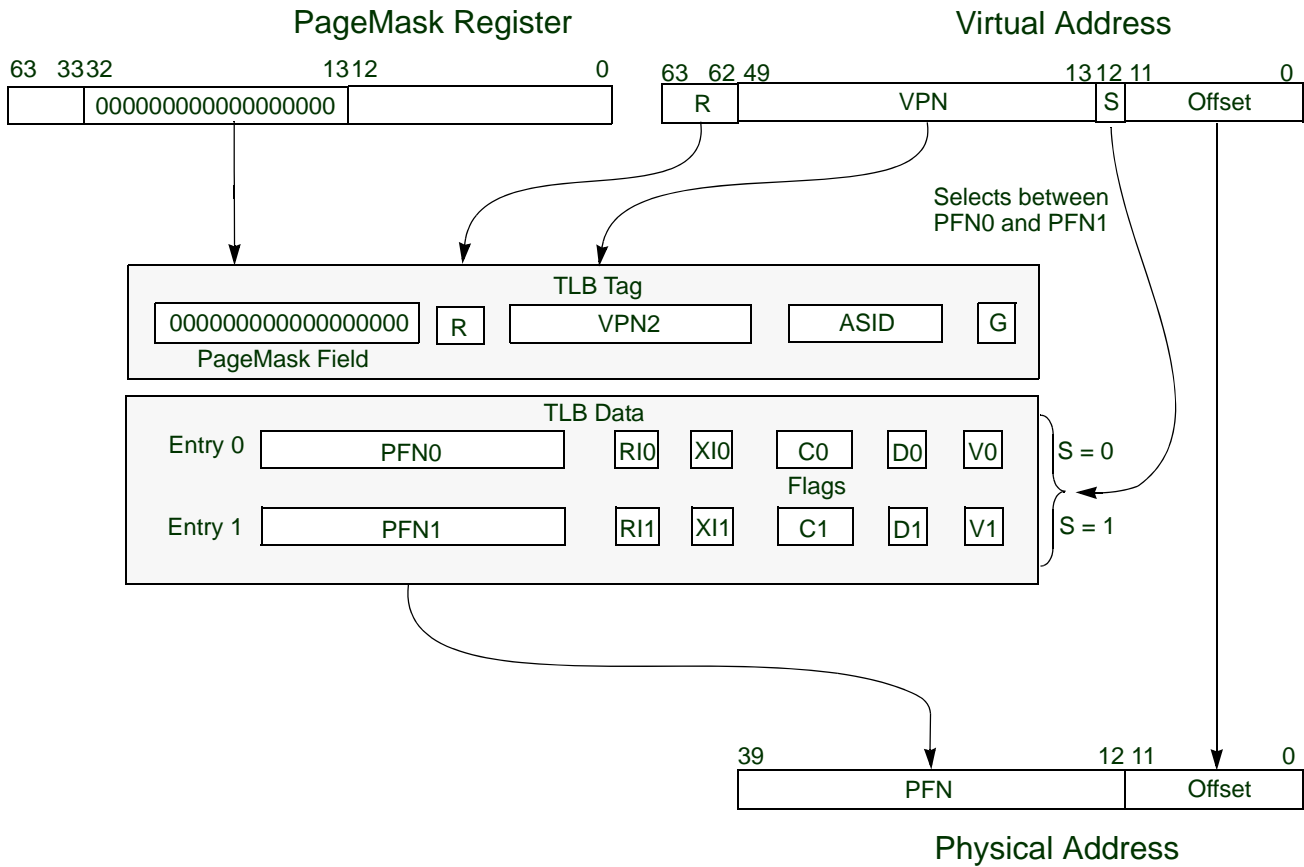 PageMask Register
Virtual Address
63 33 32 13 12 0
63 62 49 13 12 11 0
000000000000000000
R VPN S Offset
Selects between
PFN0 and PFN1
TLB Tag
000000000000000000 R VPN2 ASID G
PageMask Field
TLB Data
Entry 0 PFN0 RI0 XI0 C0 D0 V0 S = 0
Flags
Entry 1 PFN1 RI1 XI1 C1 D1 V1 S = 1
39 12 11 0
PFN Offset
Physical Address